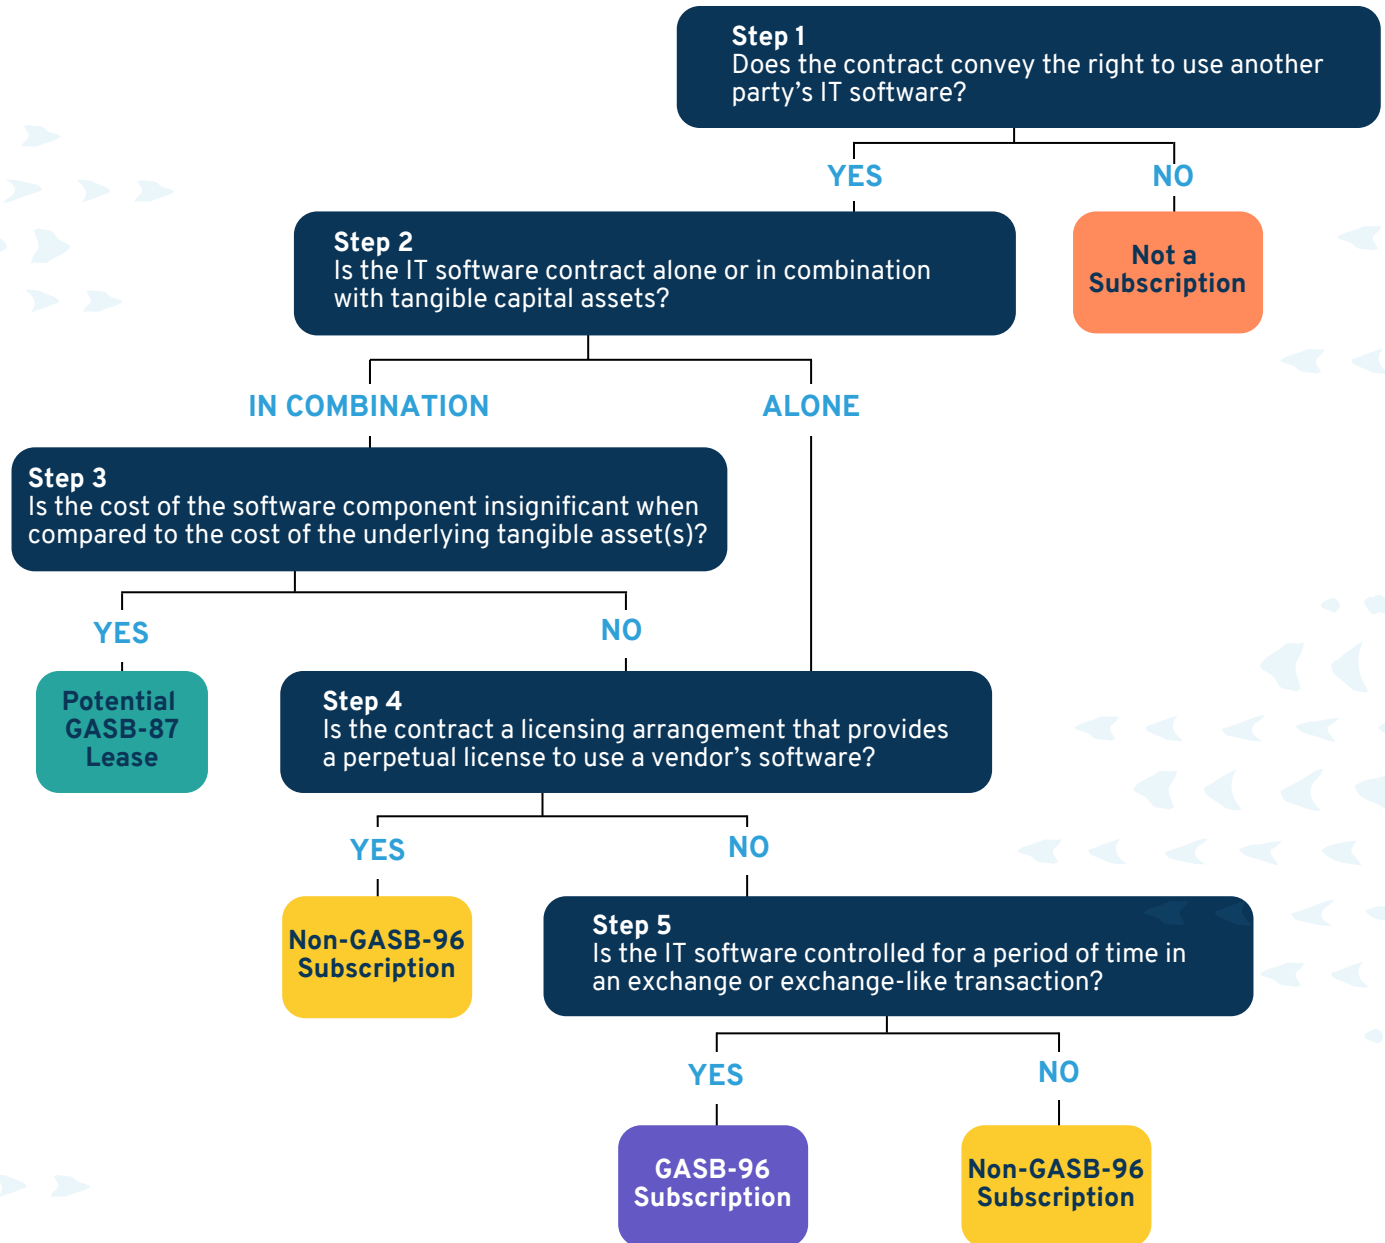 Step 1
Does the contract convey the right to use another
party's IT software?
YES
NO
Step 2
Is the IT software contract alone or in combination
with tangible capital assets?
Not a
Subscription
IN COMBINATION
ALONE
Step 3
Is the cost of the software component insignificant when
compared to the cost of the underlying tangible asset(s)?
YES
NO
Potential
GASB-87
Lease
Step 4
Is the contract a licensing arrangement that provides
a perpetual license to use a vendor's software?
YES
NO
Non-GASB-96
Subscription
Step 5
Is the IT software controlled for a period of time in
an exchange or exchange-like transaction?
YES
NO
GASB-96
Subscription
Non-GASB-96
Subscription